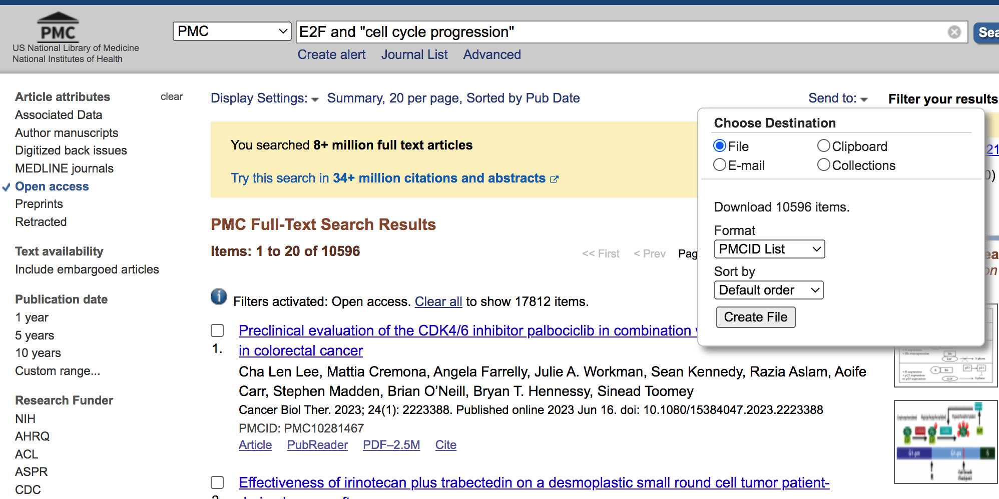 PMC
US National Library of Medicine
National Institutes of Health
PMC
E2F and "cell cycle progression"
Create alert
Journal List
Advanced
Article attributes
clear
Associated Data
Author manuscripts
Digitized back issues
MEDLINE journals
Open access
Preprints
Retracted
Text availability
Include embargoed articles
Publication date
1 year
5 years
10 years
Custom range...
Research Funder
NIH
AHRQ
ACL
ASPR
CDC
Display Settings:
Summary, 20 per page, Sorted by Pub Date
Send to:
Filter your results
You searched 8+ million full text articles
Try this search in 34+ million citations and abstracts
PMC Full-Text Search Results
Items: 1 to 20 of 10596
<< First
< Prev
Filters activated: Open access. Clear all to show 17812 items.
1.
Preclinical evaluation of the CDK4/6 inhibitor palbociclib in combination
in colorectal cancer
Cha Len Lee, Mattia Cremona, Angela Farrelly, Julie A. Workman, Sean Kennedy, Razia Aslam, Aoife
Carr, Stephen Madden, Brian O’Neill, Bryan T. Hennessy, Sinead Toomey
Cancer Biol Ther. 2023; 24(1): 2223388. Published online 2023 Jun 16. doi: 10.1080/15384047.2023.2223388
PMCID: PMC10281467
Article
PubReader
PDF–2.5M
Cite
Effectiveness of irinotecan plus trabectedin on a desmoplastic small round cell tumor patient-
Choose Destination
File
Clipboard
E-mail
Collections
Download 10596 items.
Format
PMCID List
Sort by
Default order
Create File